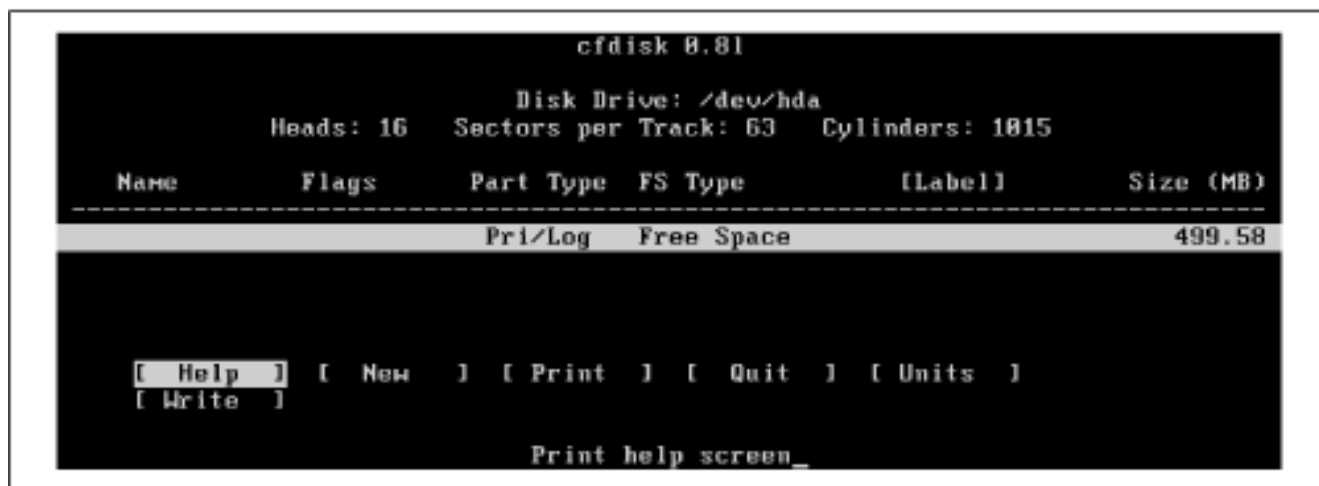 cfdisk 0.81
Disk Drive: /dev/hda
Heads: 16 Sectors per Track: 63 Cylinders: 1015
Name Flags Part Type FS Type [Label] Size (MB)
Pri/Log Free Space 499.58
[ Help ] [ New ] [ Print ] [ Quit ] [ Units ]
[ Write ]
Print help screen_